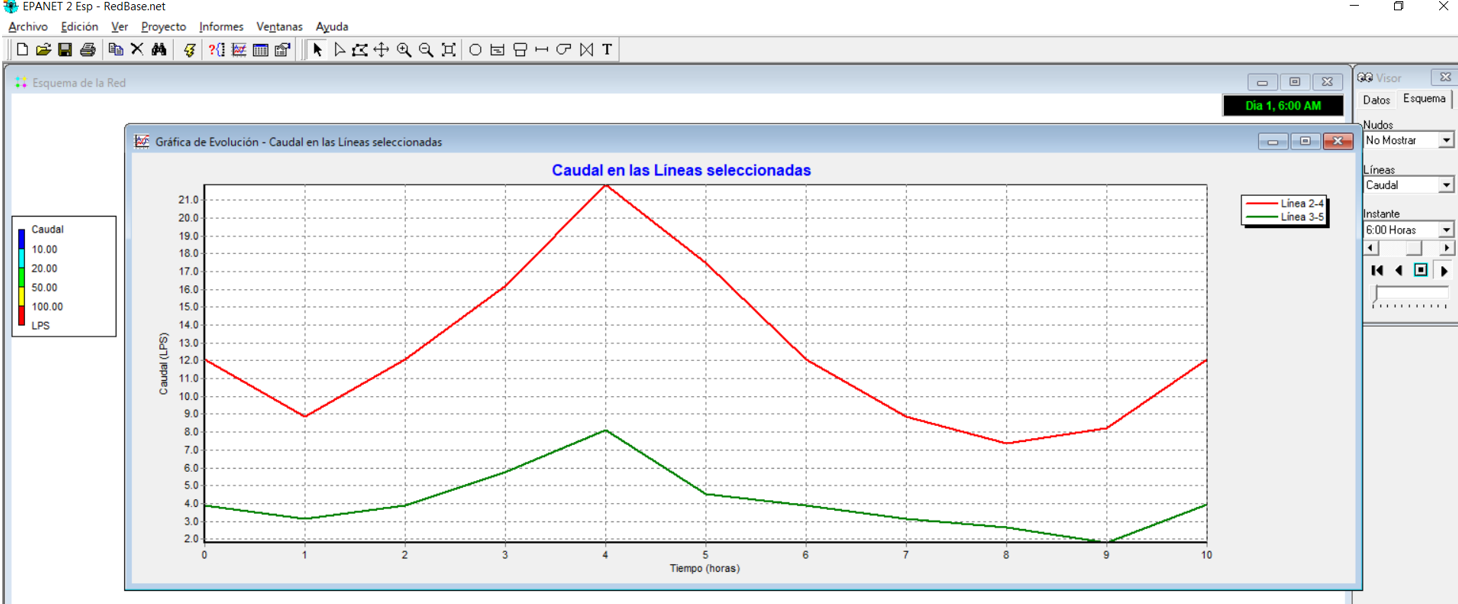 EPANET 2 Esp - RedBase.net
Archivo Edición Ver Proyecto Informes Ventanas Ayuda
Esquema de la Red
Dia 1, 6:00 AM
Caudal
10.00
20.00
50.00
100.00
LPS
Gráfica de Evolución - Caudal en las Líneas seleccionadas
Caudal en las Líneas seleccionadas
Caudal (LPS)
21.0
20.0
19.0
18.0
17.0
16.0
15.0
14.0
13.0
12.0
11.0
10.0
9.0
8.0
7.0
6.0
5.0
4.0
3.0
2.0
0 1 2 3 4 5 6 7 8 9 10
Tiempo (horas)
Línea 2-4
Línea 3-5
Visor
Datos Esquema
Nudos
No Mostrar
Líneas
Caudal
Instante
6:00 Horas